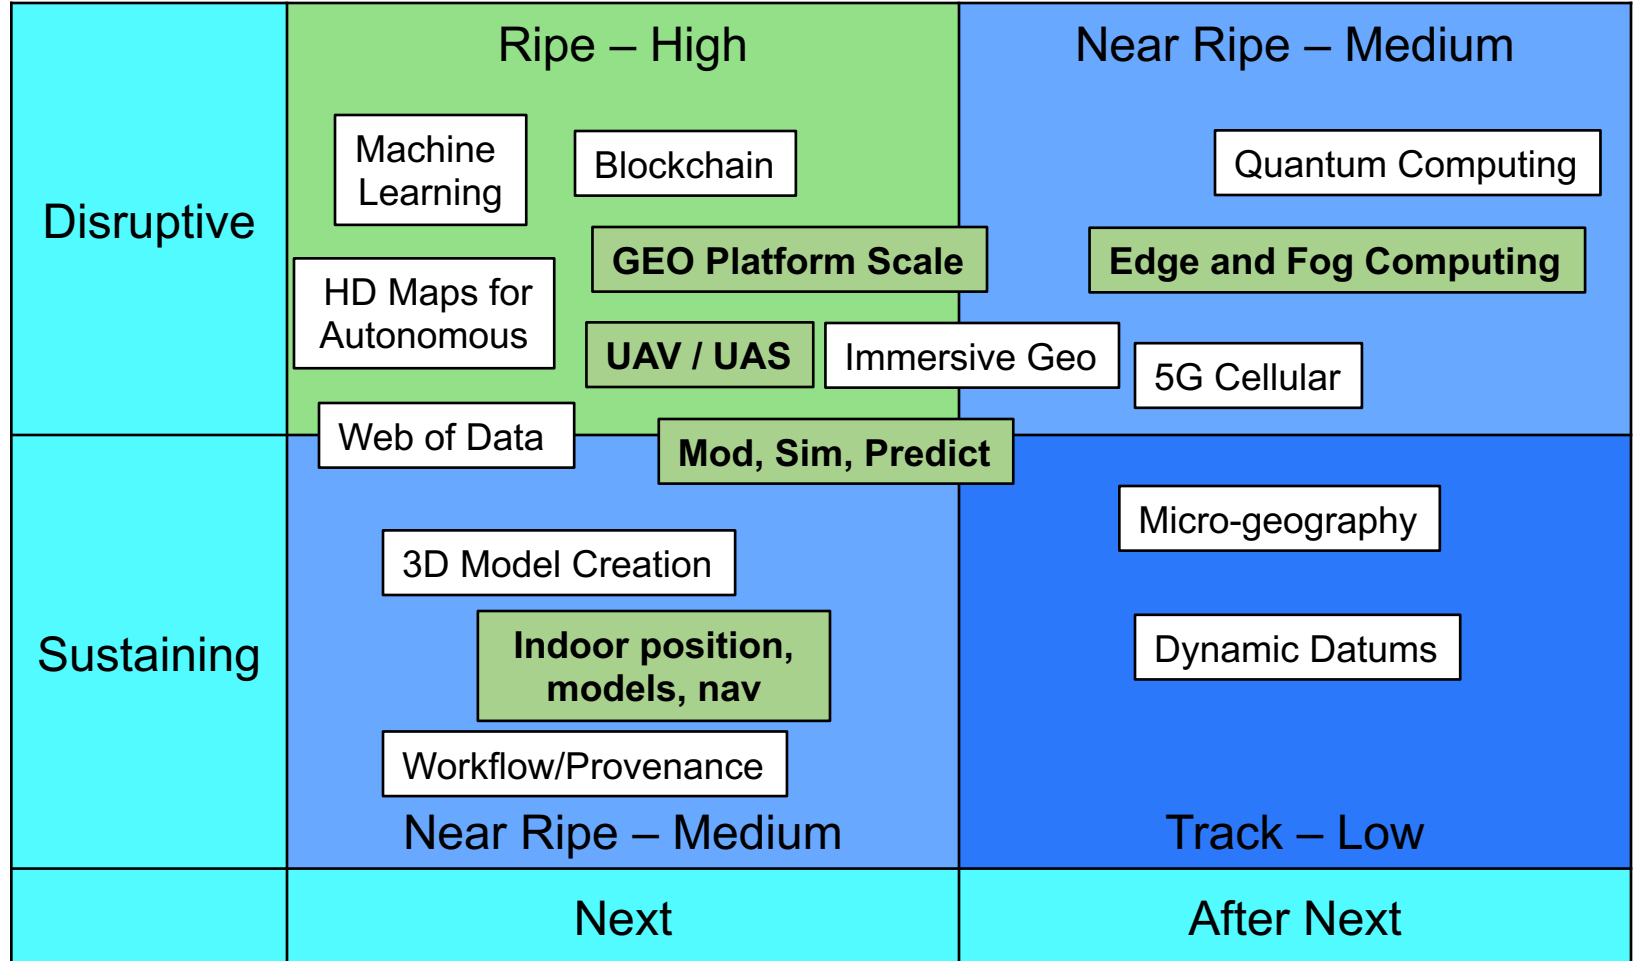 Ripe – High
Near Ripe – Medium
Disruptive
Machine
Learning
Blockchain
Quantum Computing
GEO Platform Scale
Edge and Fog Computing
HD Maps for
Autonomous
UAV / UAS
Immersive Geo
5G Cellular
Web of Data
Mod, Sim, Predict
Sustaining
3D Model Creation
Micro-geography
Indoor position,
models, nav
Dynamic Datums
Workflow/Provenance
Near Ripe – Medium
Track – Low
Next
After Next